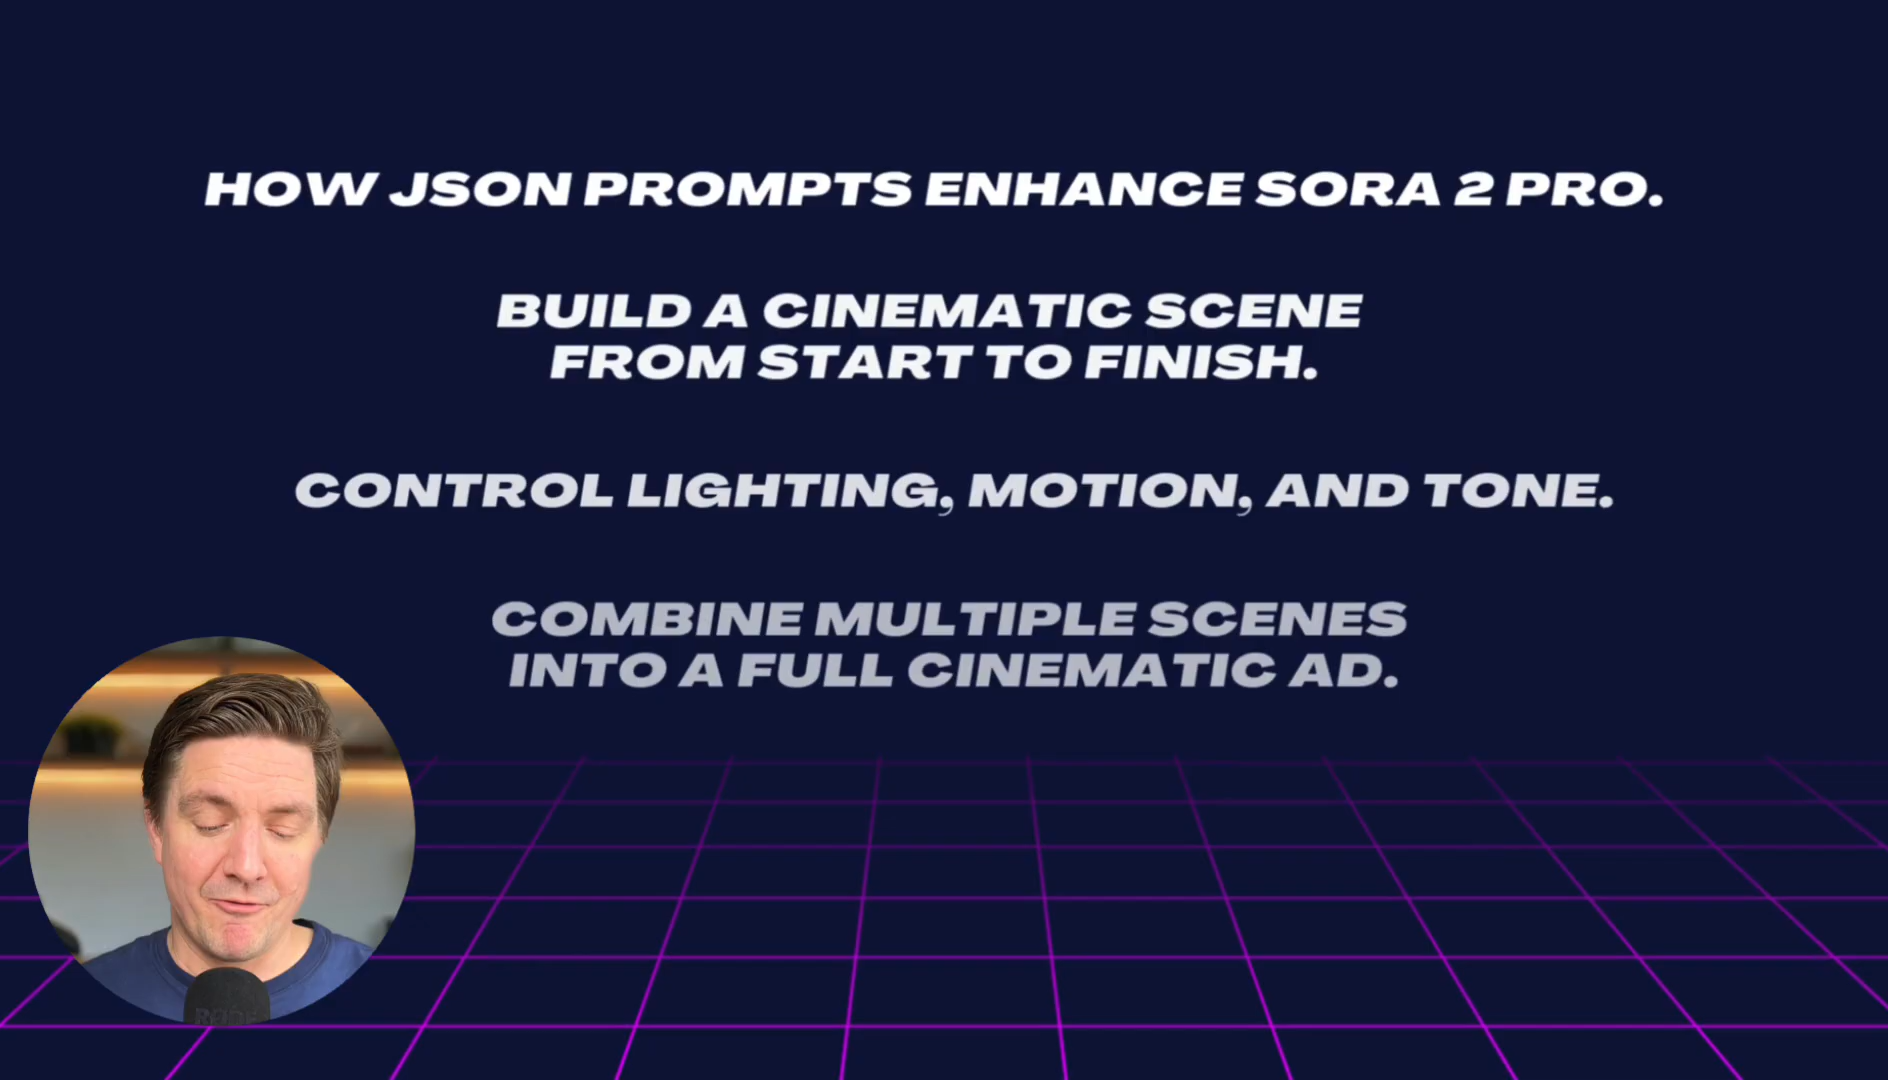 HOW JSON PROMPTS ENHANCE SORA 2 PRO.
BUILD A CINEMATIC SCENE
FROM START TO FINISH.
CONTROL LIGHTING, MOTION, AND TONE.
COMBINE MULTIPLE SCENES
INTO A FULL CINEMATIC AD.
RØDE